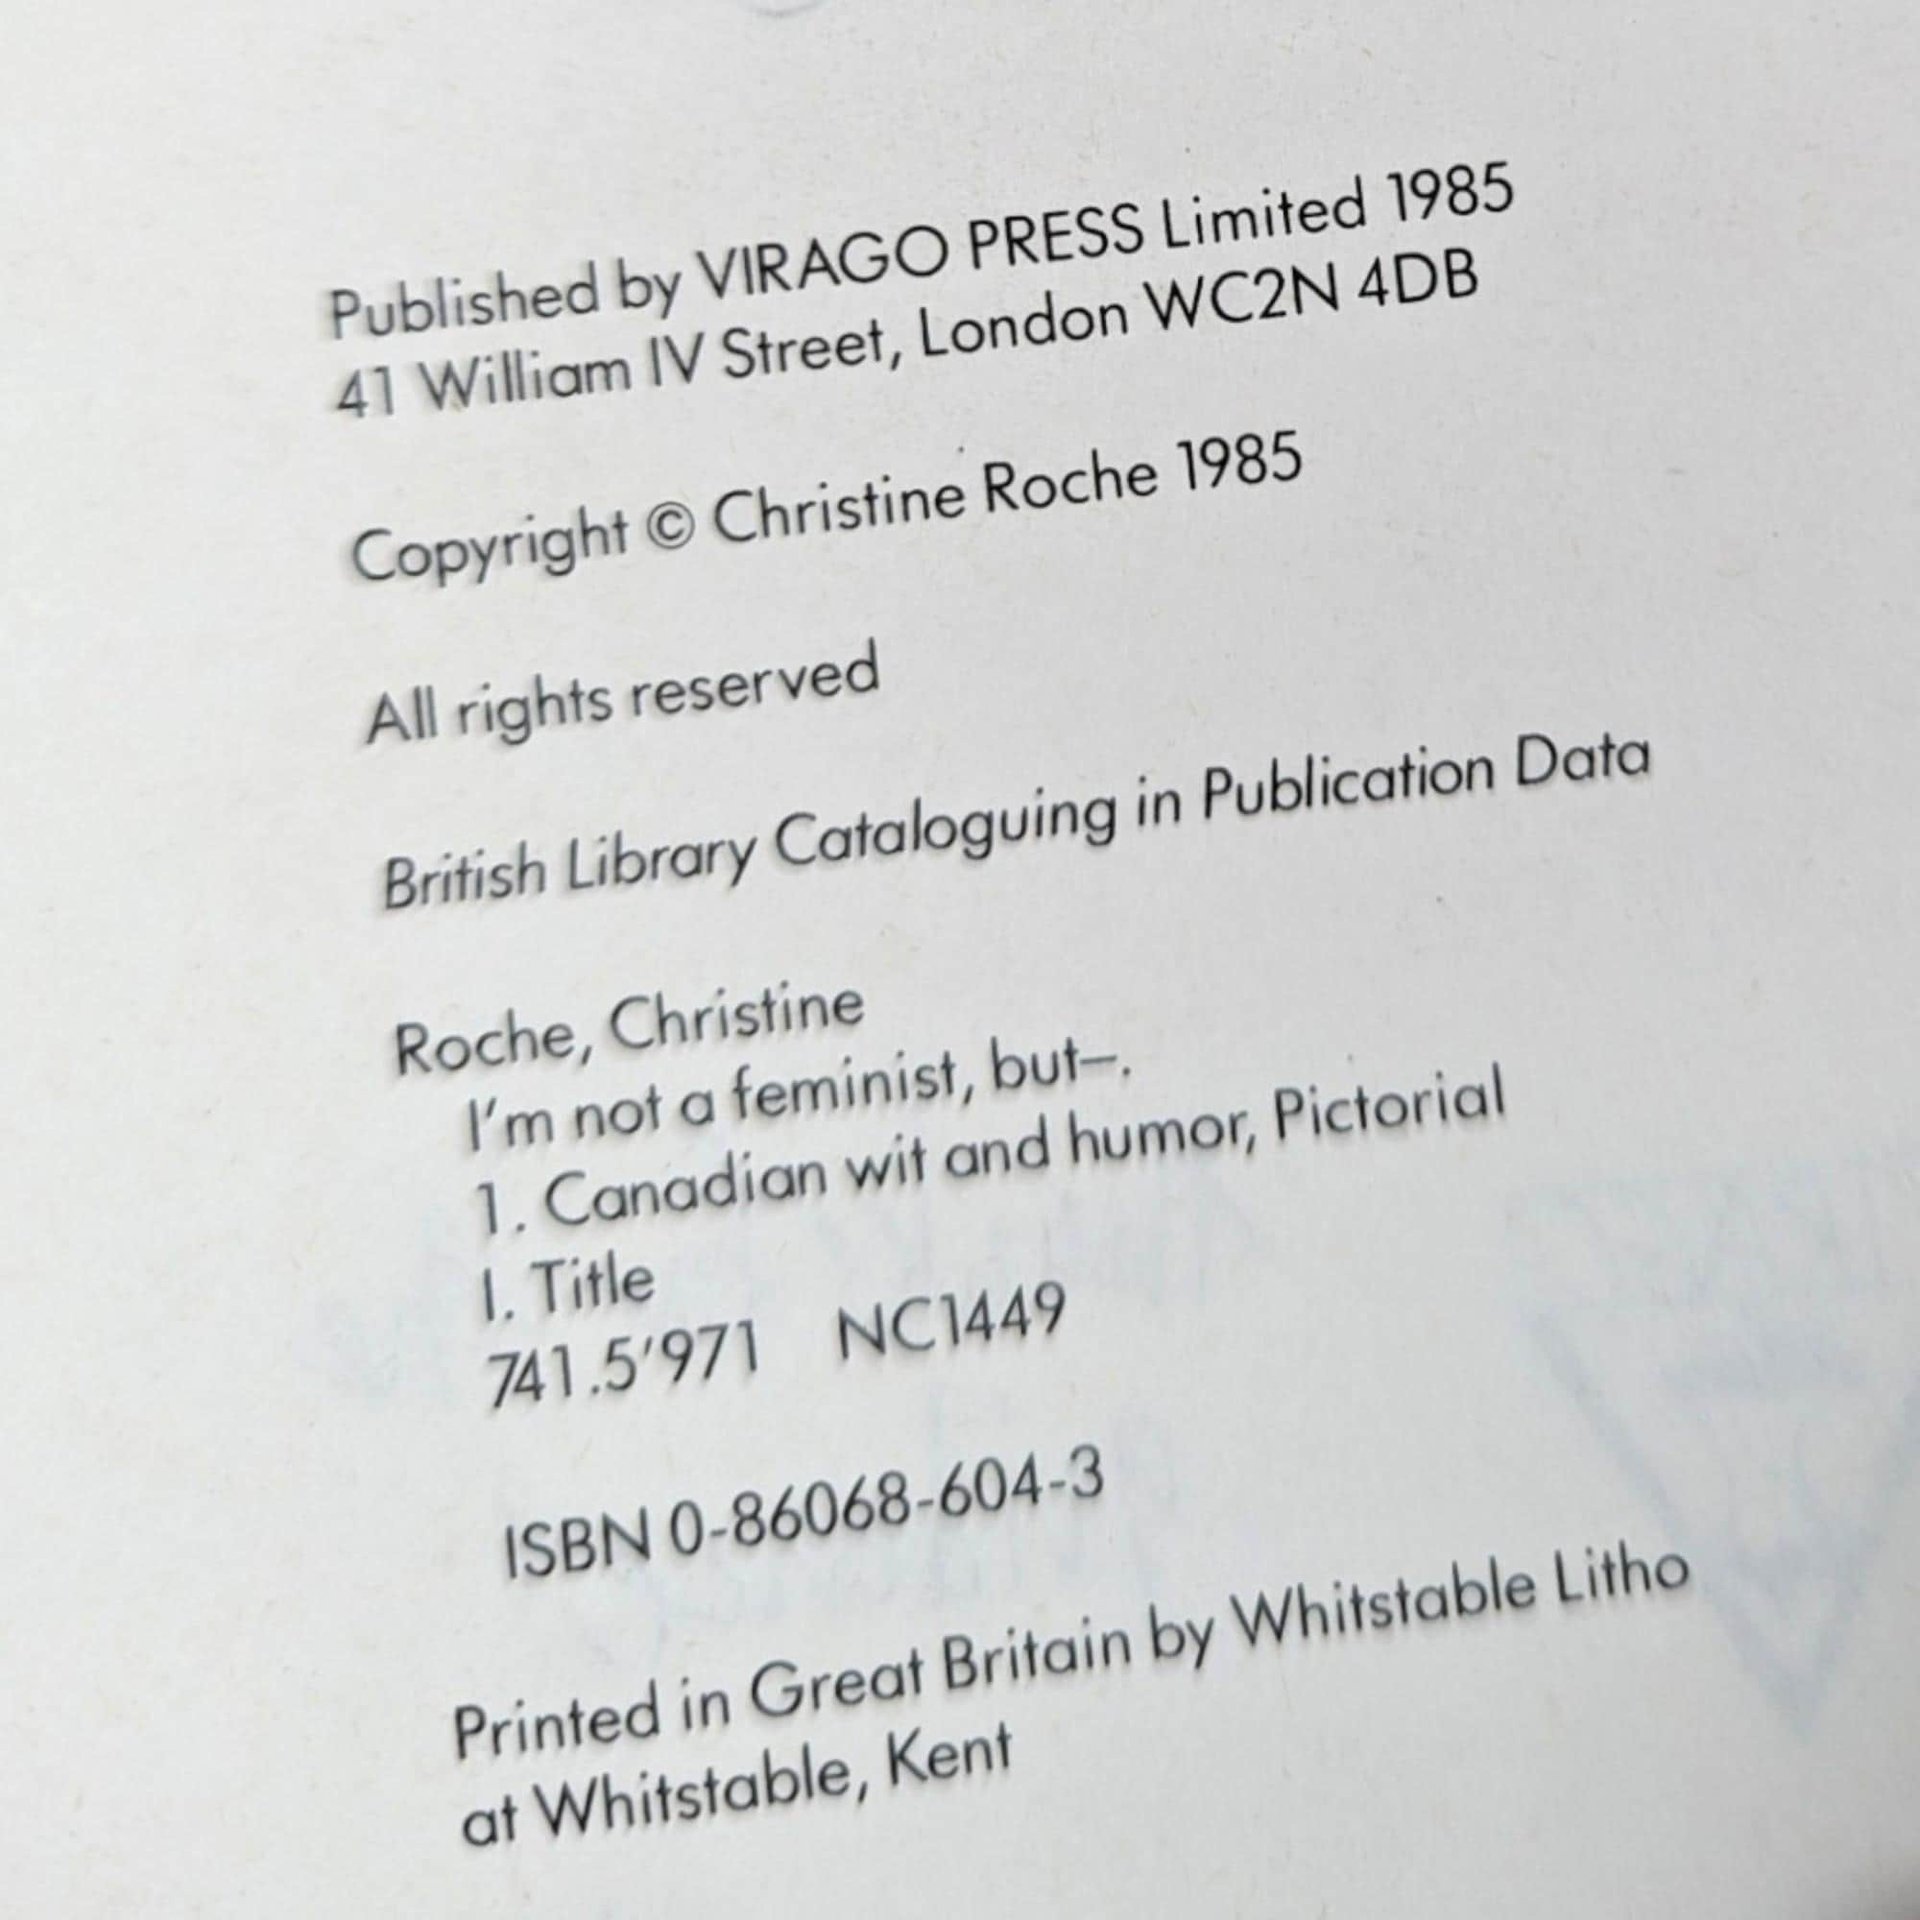 Published by VIRAGO PRESS Limited 1985
41 William IV Street, London WC2N 4DB
Copyright © Christine Roche 1985
All rights reserved
British Library Cataloguing in Publication Data
Roche, Christine
I'm not a feminist, but–.
1. Canadian wit and humor, Pictorial
I. Title
741.5'971 NC1449
ISBN 0-86068-604-3
Printed in Great Britain by Whitstable Litho
at Whitstable, Kent